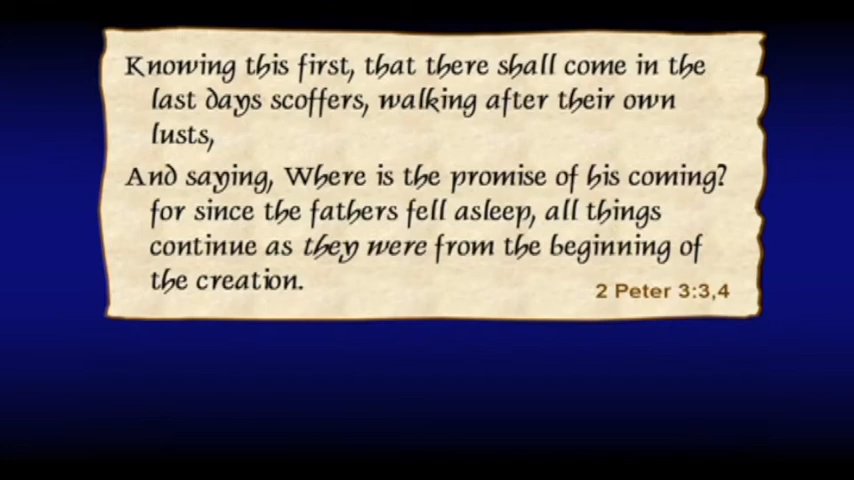 Knowing this first, that there shall come in the
last days scoffers, walking after their own
lusts,
And saying, Where is the promise of his coming?
for since the fathers fell asleep, all things
continue as they were from the beginning of
the creation.
2 Peter 3:3,4